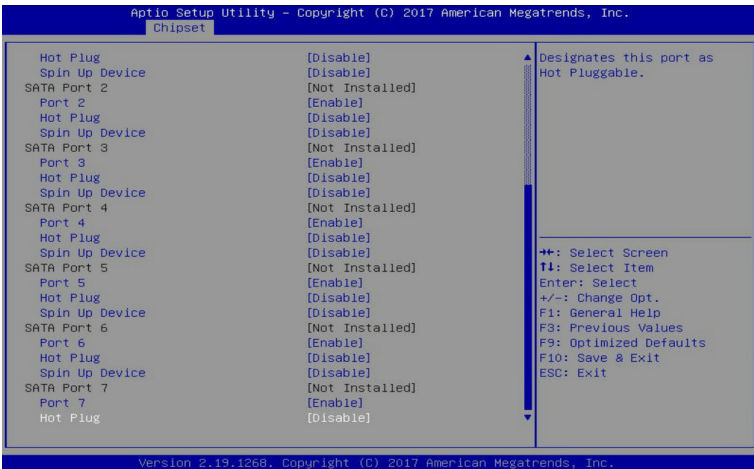 Aptio Setup Utility – Copyright (C) 2017 American Megatrends, Inc.
Chipset
Hot Plug [Disable]
Spin Up Device [Disable]
SATA Port 2 [Not Installed]
Port 2 [Enable]
Hot Plug [Disable]
Spin Up Device [Disable]
SATA Port 3 [Not Installed]
Port 3 [Enable]
Hot Plug [Disable]
Spin Up Device [Disable]
SATA Port 4 [Not Installed]
Port 4 [Enable]
Hot Plug [Disable]
Spin Up Device [Disable]
SATA Port 5 [Not Installed]
Port 5 [Enable]
Hot Plug [Disable]
Spin Up Device [Disable]
SATA Port 6 [Not Installed]
Port 6 [Enable]
Hot Plug [Disable]
Spin Up Device [Disable]
SATA Port 7 [Not Installed]
Port 7 [Enable]
Hot Plug [Disable]
Designates this port as
Hot Pluggable.
→←: Select Screen
↑↓: Select Item
Enter: Select
+/-: Change Opt.
F1: General Help
F3: Previous Values
F9: Optimized Defaults
F10: Save & Exit
ESC: Exit
Version 2.19.1268. Copyright (C) 2017 American Megatrends, Inc.